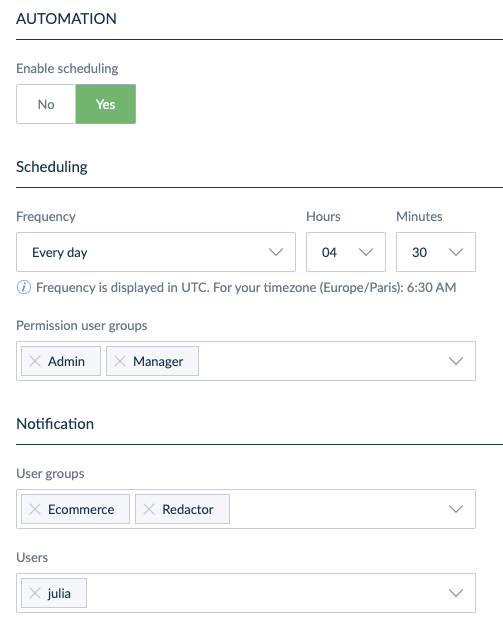 AUTOMATION
Enable scheduling
No Yes
Scheduling
Frequency Hours Minutes
Every day 04 30
Frequency is displayed in UTC. For your timezone (Europe/Paris): 6:30 AM
Permission user groups
Admin Manager
Notification
User groups
Ecommerce Redactor
Users
julia